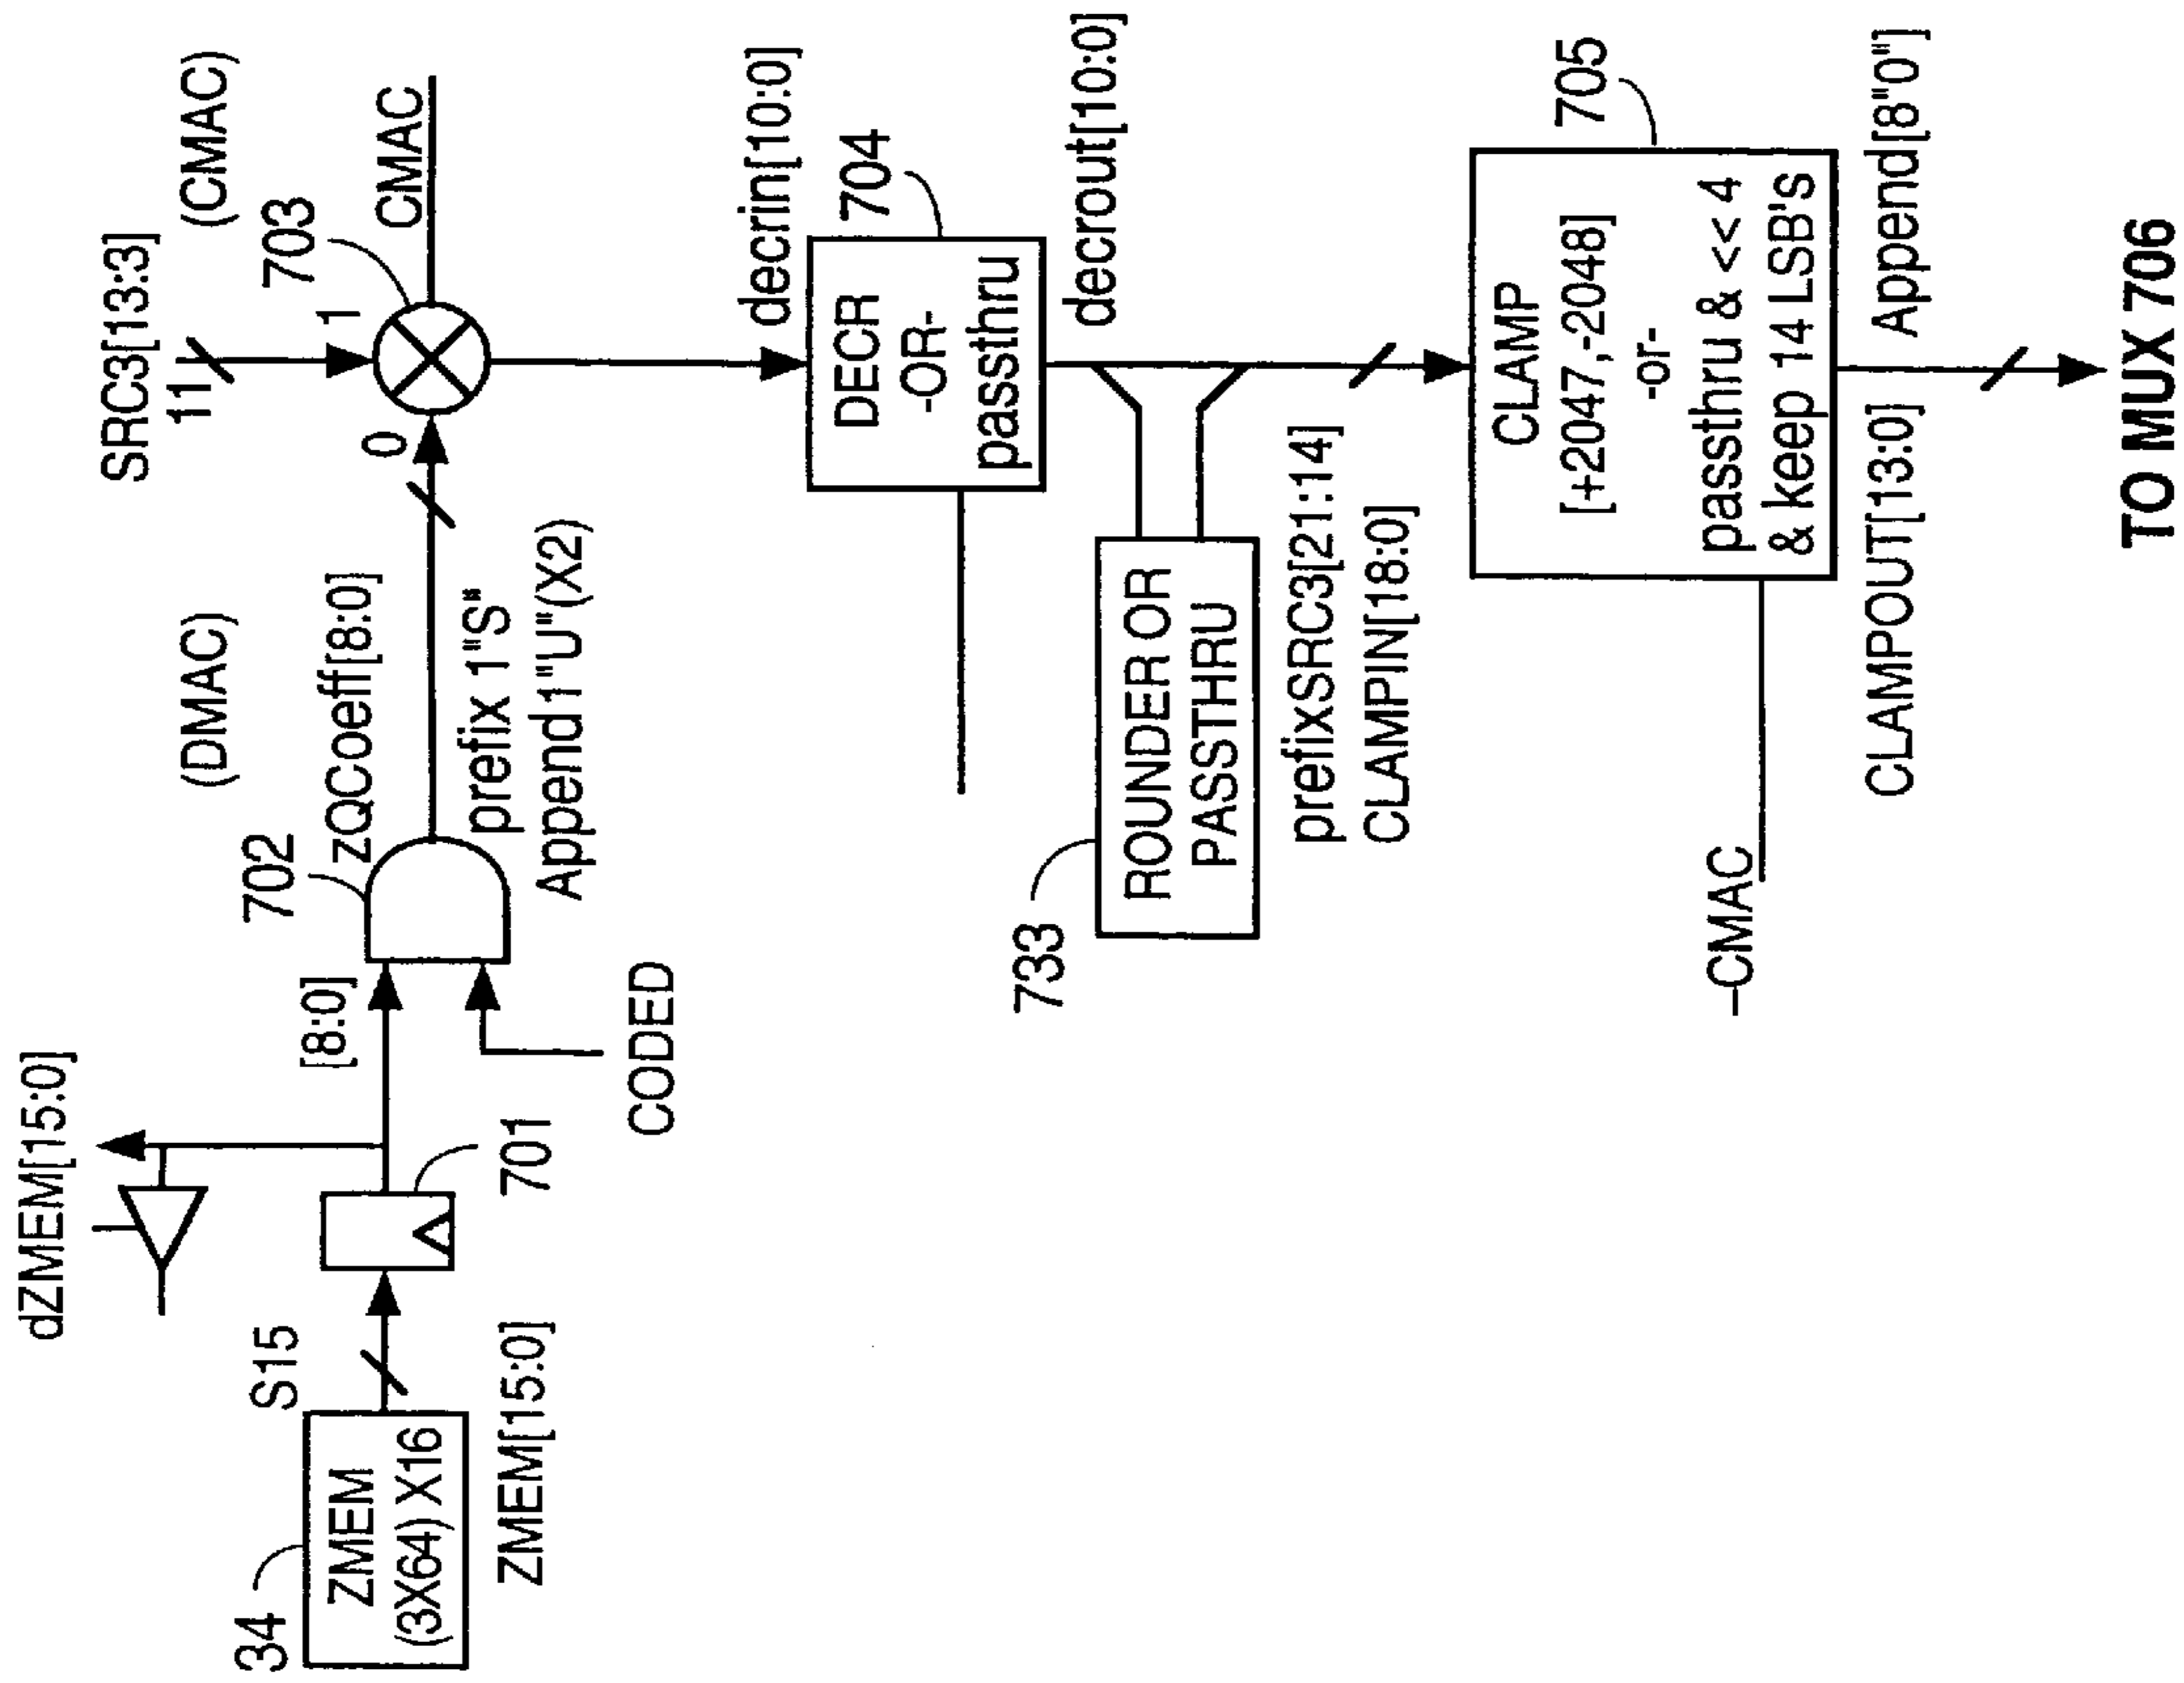 34
ZMEM
(3X64) X16
S15
ZMEM[15:0]
dZMEM[15:0]
701
[8:0]
CODED
702
(DMAC)
zQCoeff[8:0]
prefix 1"S"
Append1"U"(X2)
SRC3[13:3]
11
(CMAC)
703
1
0
CMAC
decrin[10:0]
704
DECR
-OR-
passthru
decrout[10:0]
733
ROUNDER OR
PASSTHRU
prefixSRC3[21:14]
CLAMPIN[18:0]
705
CLAMP
[+2047,-2048]
-or-
passthru & << 4
& keep 14 LSB's
-CMAC
CLAMPOUT[13:0]
Append[8"0"]
TO MUX 706